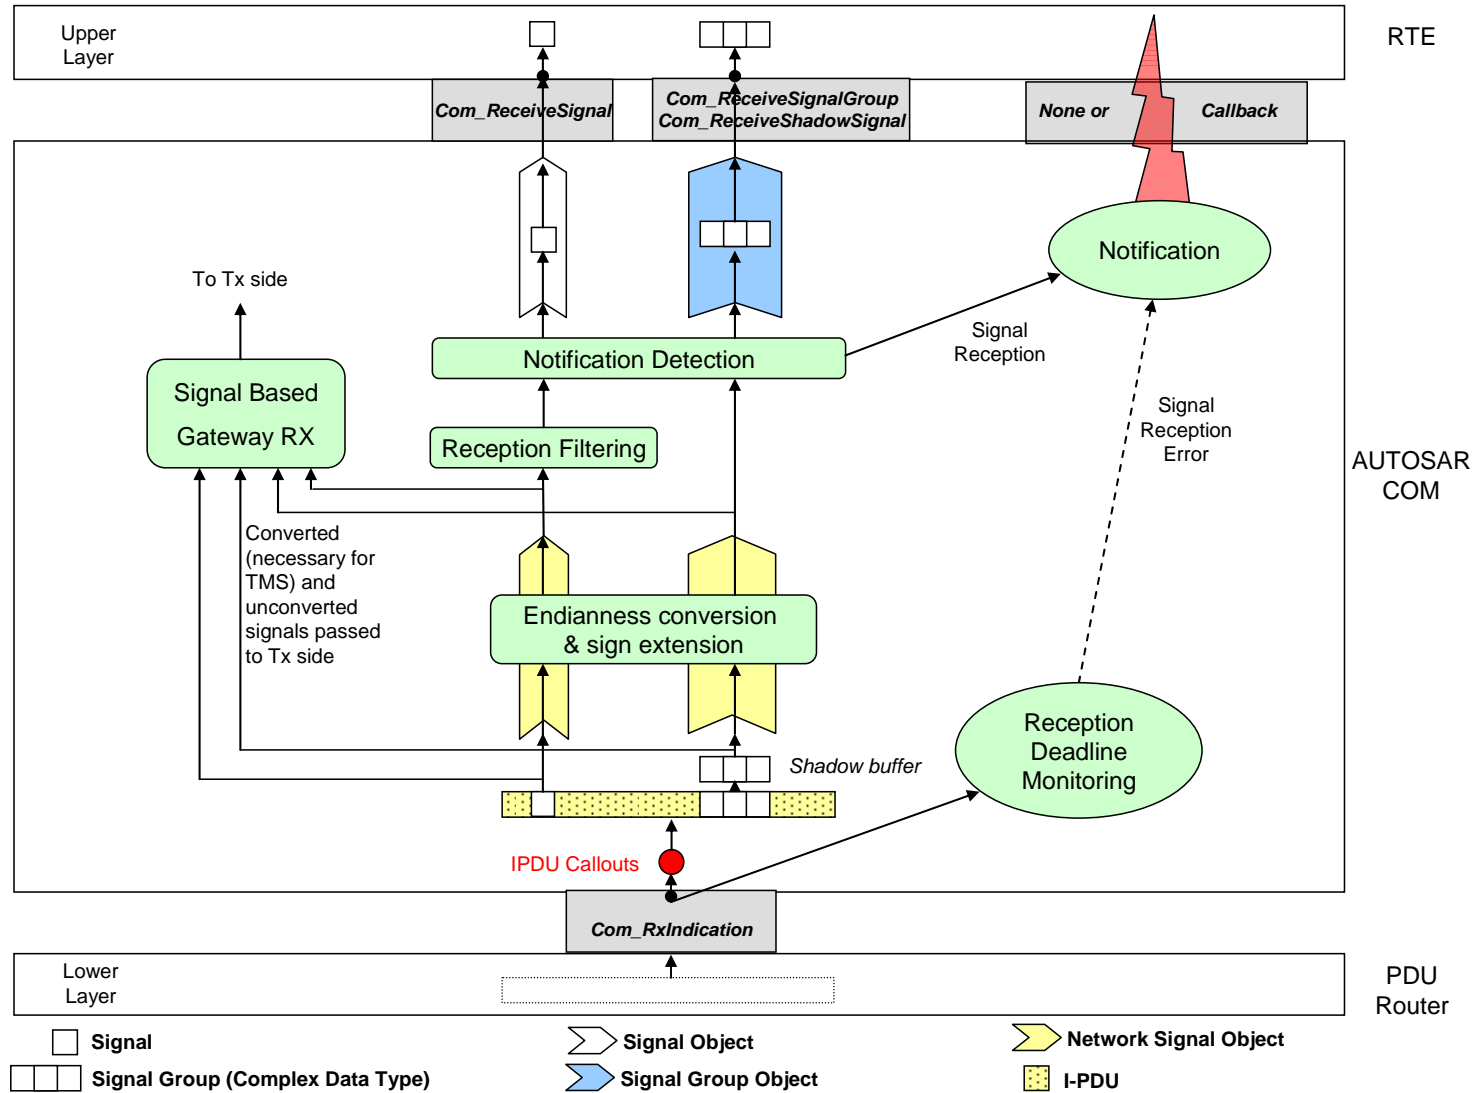 Upper
Layer
RTE
Com_ReceiveSignal
Com_ReceiveSignalGroup
Com_ReceiveShadowSignal
None or
Callback
Notification
To Tx side
Signal
Reception
Notification Detection
Signal Based
Gateway RX
Reception Filtering
Signal
Reception
Error
AUTOSAR
COM
Converted
(necessary for
TMS) and
unconverted
signals passed
to Tx side
Endianness conversion
& sign extension
Reception
Deadline
Monitoring
Shadow buffer
IPDU Callouts
Com_RxIndication
Lower
Layer
PDU
Router
Signal
Signal Object
Network Signal Object
Signal Group (Complex Data Type)
Signal Group Object
I-PDU